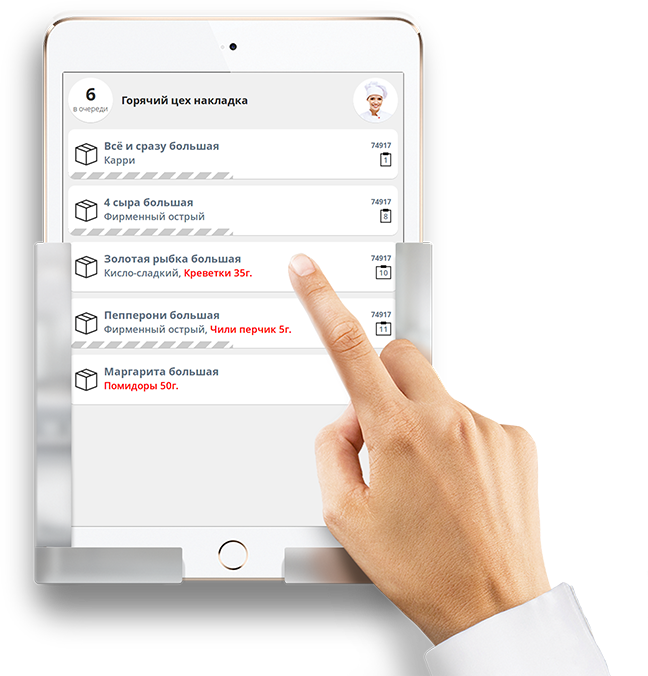 6
в очереди
Горячий цех накладка
Всё и сразу большая
Карри
74917
1
4 сыра большая
Фирменный острый
74917
8
Золотая рыбка большая
Кисло-сладкий, Креветки 35г.
74917
10
Пепперони большая
Фирменный острый, Чили перчик 5г.
74917
11
Маргарита большая
Помидоры 50г.